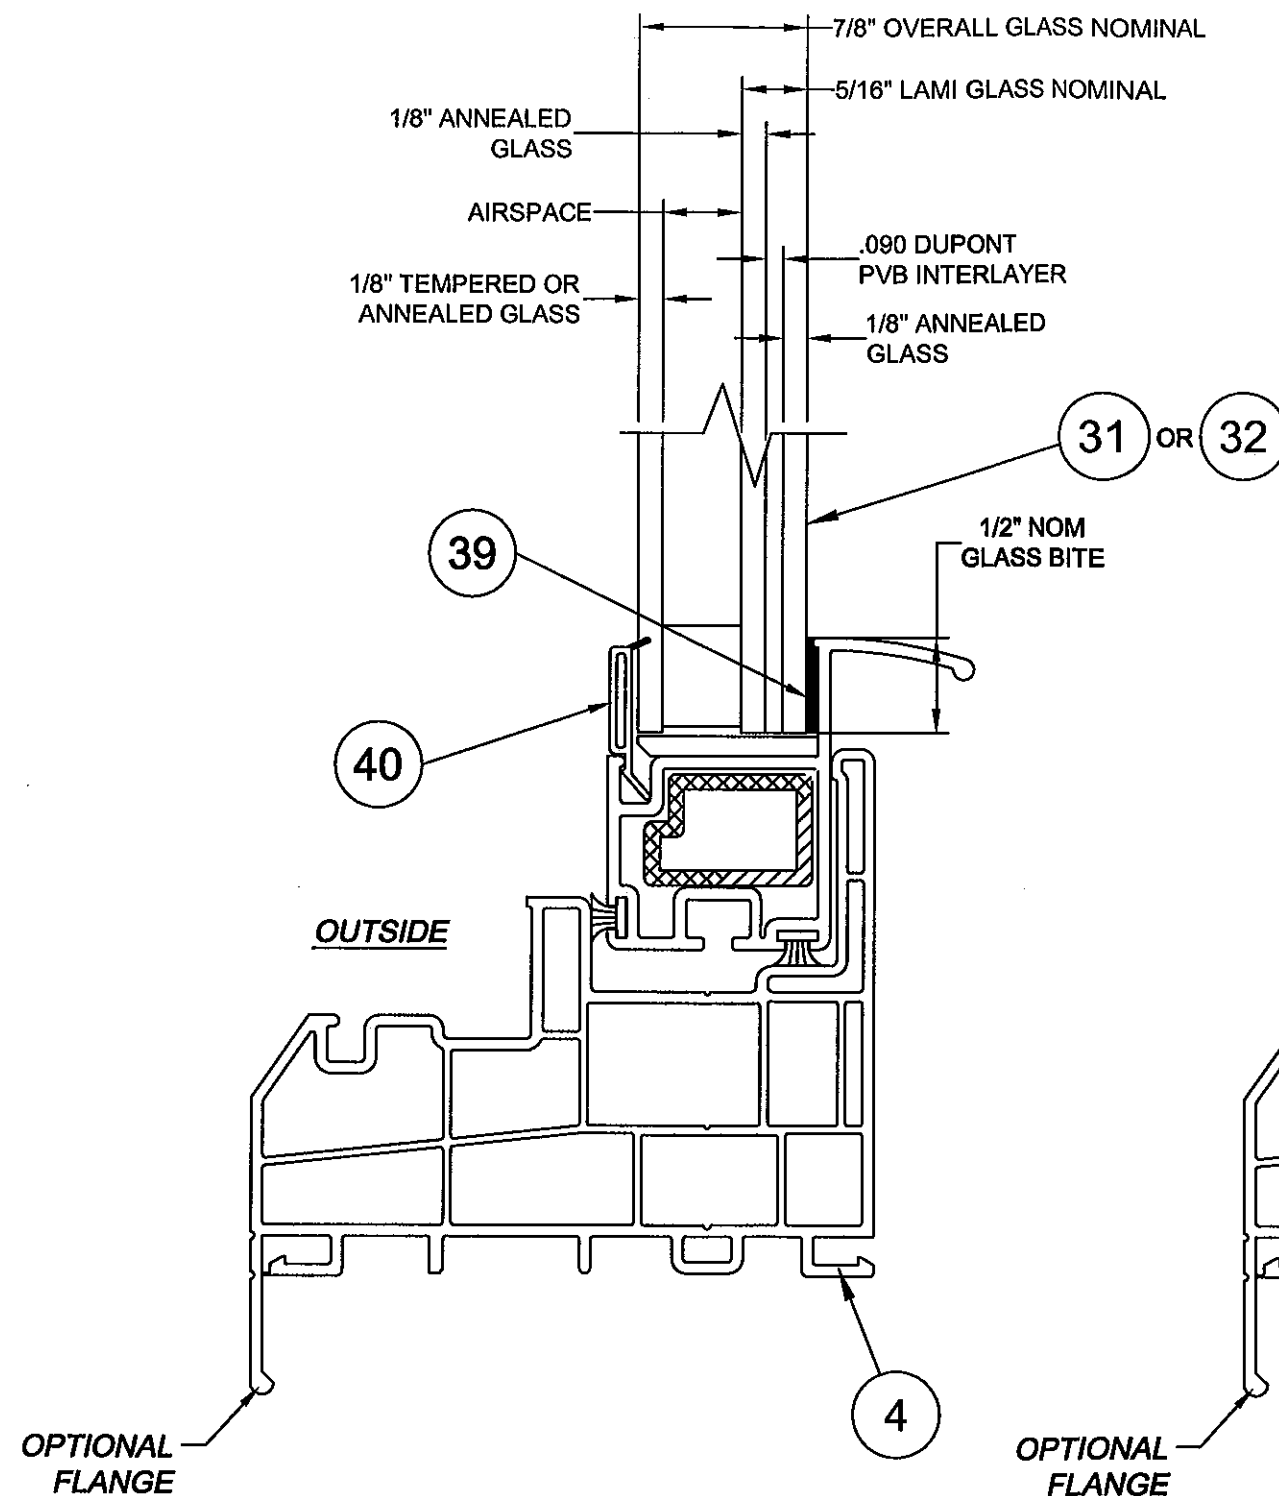 7/8" OVERALL GLASS NOMINAL
5/16" LAMI GLASS NOMINAL
1/8" ANNEALED
GLASS
AIRSPACE
.090 DUPONT
PVB INTERLAYER
1/8" TEMPERED OR
ANNEALED GLASS
1/8" ANNEALED
GLASS
31 OR 32
1/2" NOM
GLASS BITE
39
40
OUTSIDE
4
OPTIONAL
FLANGE
OPTIONAL
FLANGE